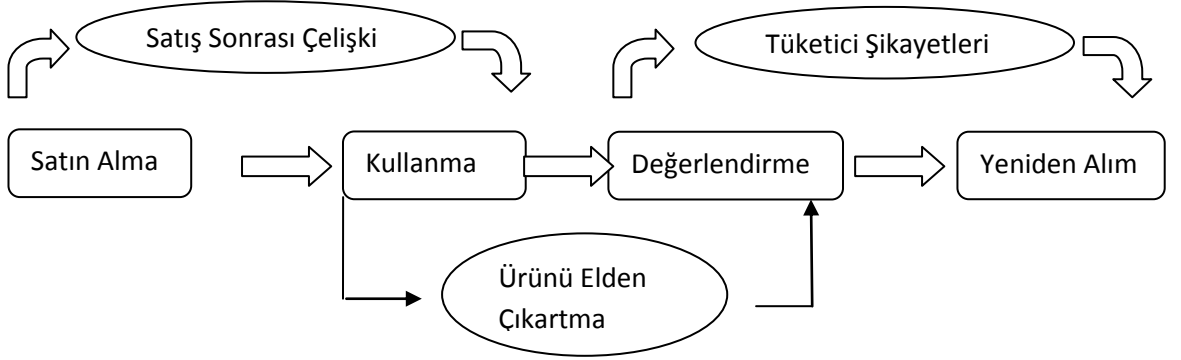 Satış Sonrası Çelişki
Tüketici Şikayetleri
Satın Alma
Kullanma
Değerlendirme
Yeniden Alım
Ürünü Elden
Çıkartma